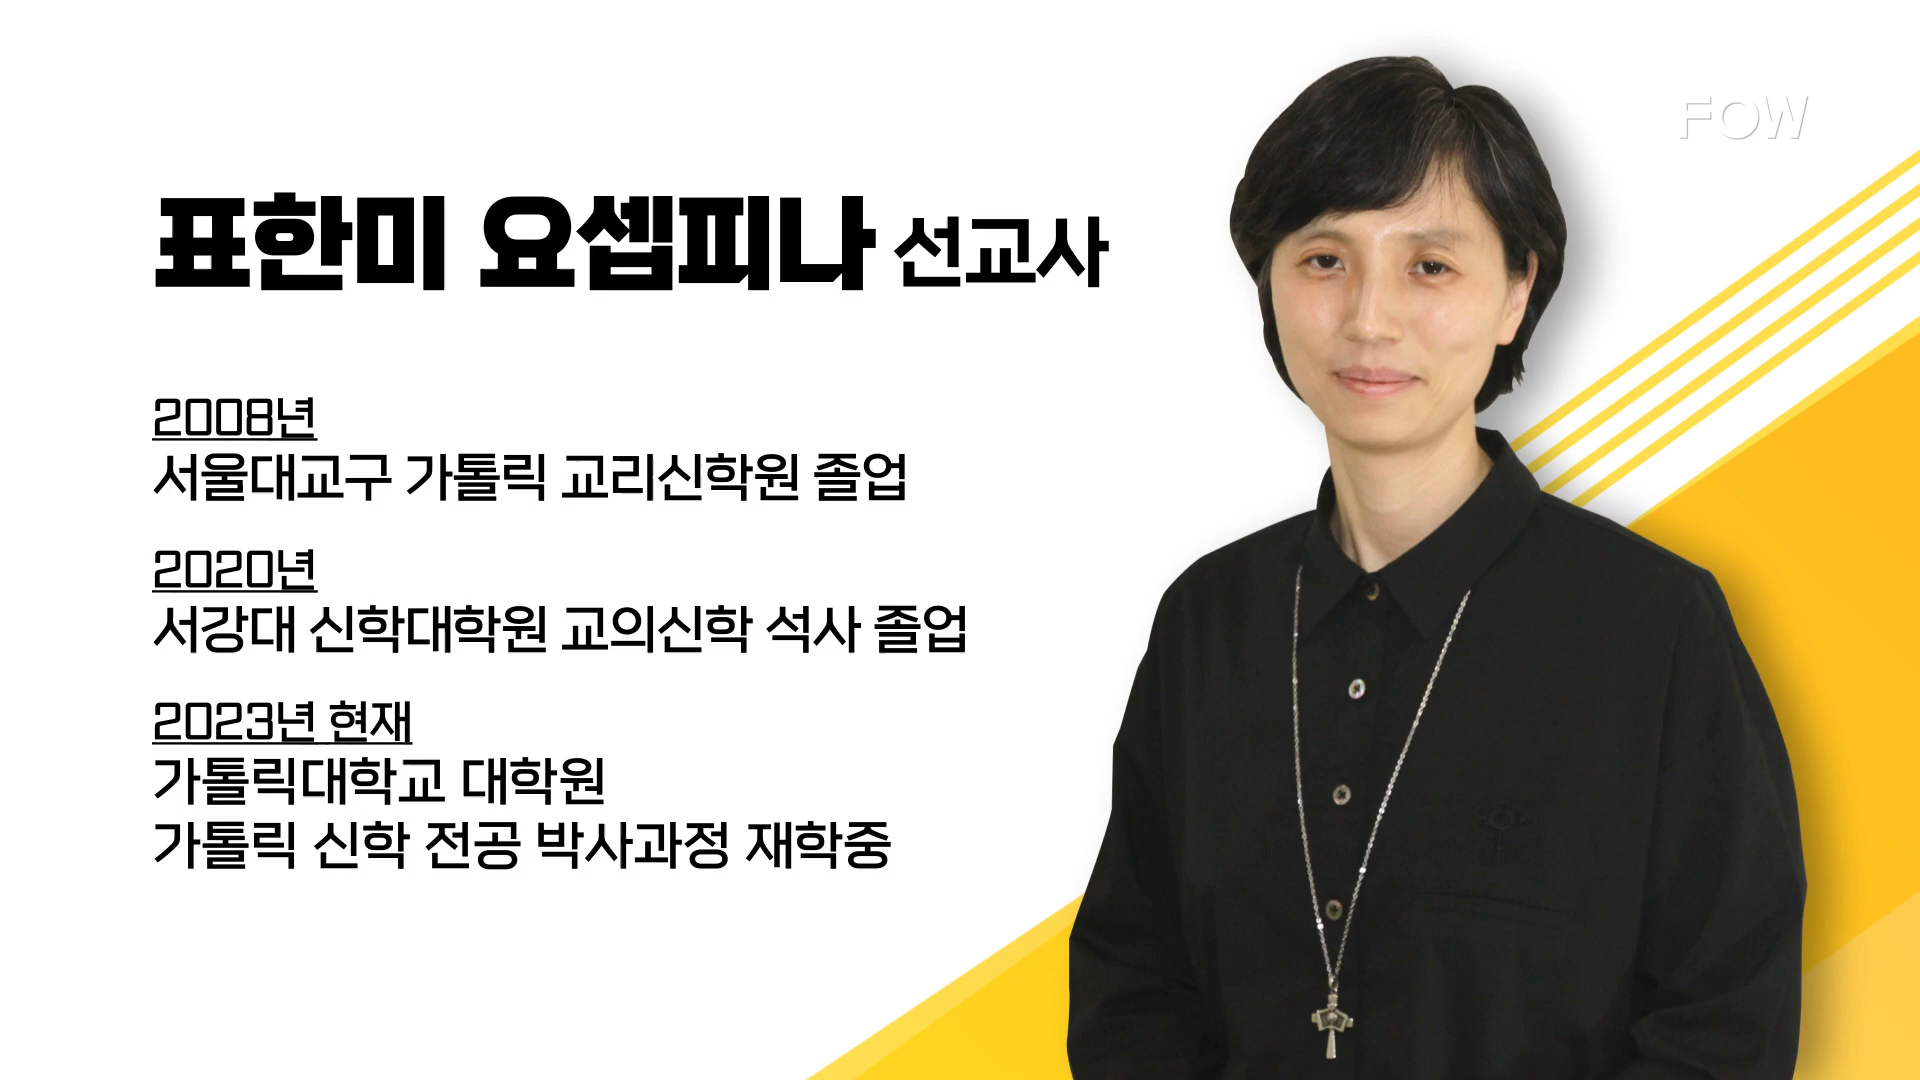 표한미 요셉피나 선교사
FOW
2008년
서울대교구 가톨릭 교리신학원 졸업
2020년
서강대 신학대학원 교의신학 석사 졸업
2023년 현재
가톨릭대학교 대학원
가톨릭 신학 전공 박사과정 재학중